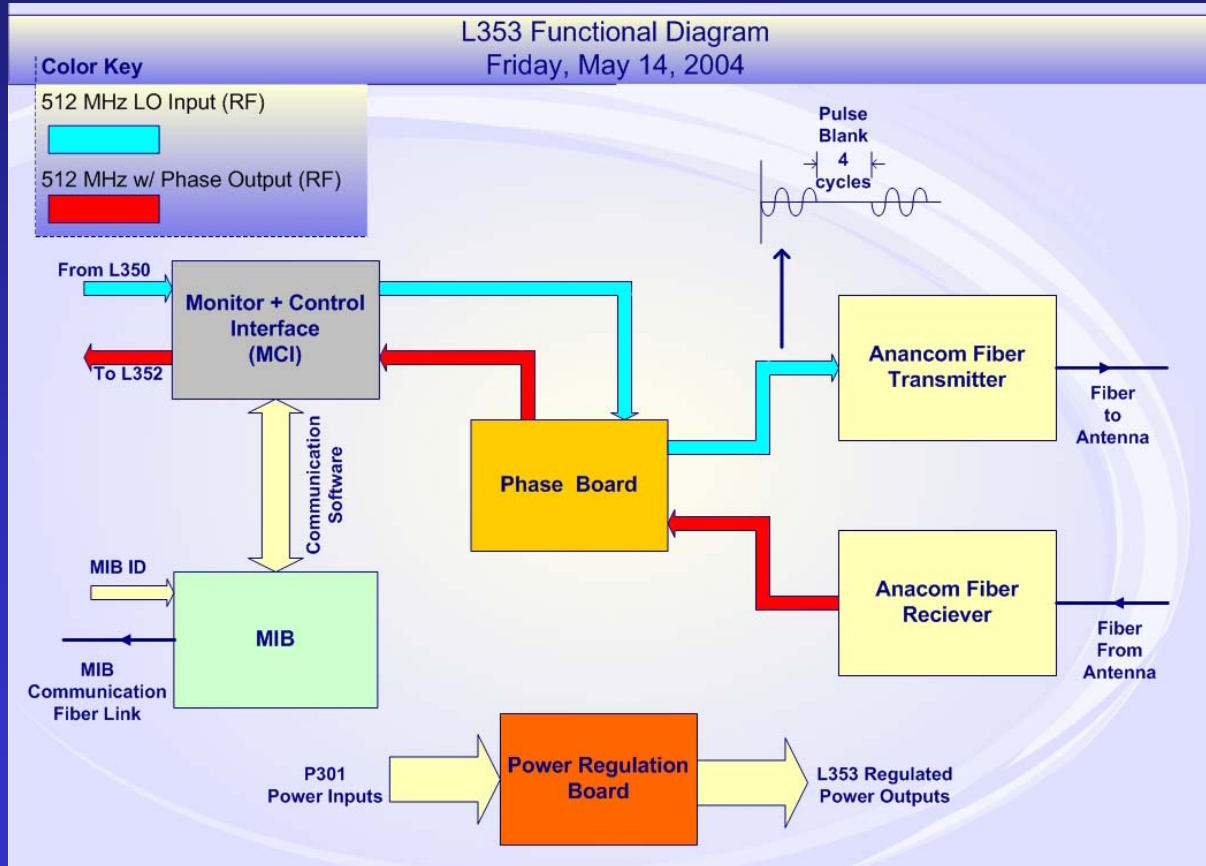 L353 Functional Diagram
Friday, May 14, 2004
Color Key
512 MHz LO Input (RF)
512 MHz w/ Phase Output (RF)
Pulse
Blank
4
cycles
From L350
To L352
Monitor + Control
Interface
(MCI)
Anancom Fiber
Transmitter
Fiber
to
Antenna
Communication
Software
Phase Board
MIB ID
MIB
MIB
Communication
Fiber Link
Anacom Fiber
Reciever
Fiber
From
Antenna
P301
Power Inputs
Power Regulation
Board
L353 Regulated
Power Outputs